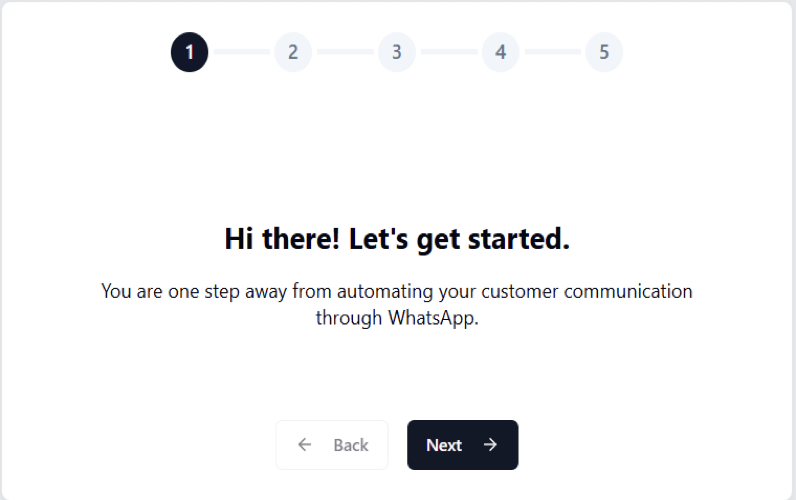 1 2 3 4 5
Hi there! Let's get started.
You are one step away from automating your customer communication
through WhatsApp.
Back Next